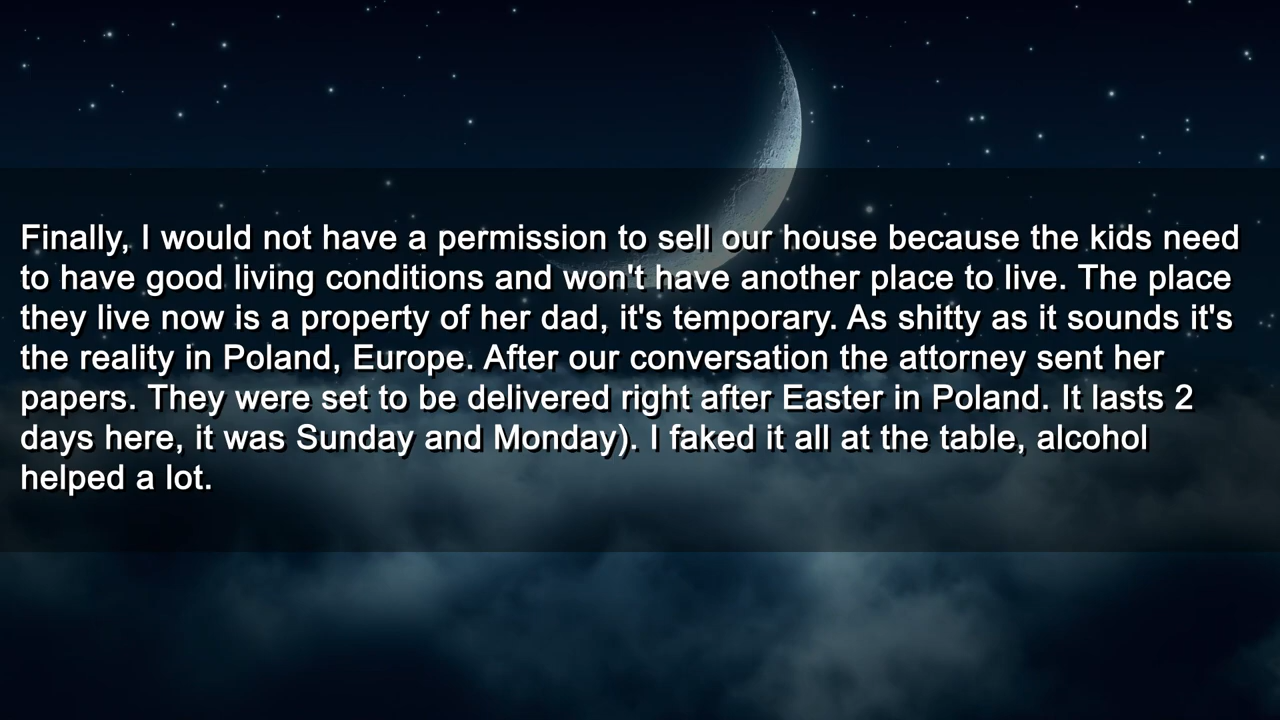 Finally, I would not have a permission to sell our house because the kids need
to have good living conditions and won't have another place to live. The place
they live now is a property of her dad, it's temporary. As shitty as it sounds it's
the reality in Poland, Europe. After our conversation the attorney sent her
papers. They were set to be delivered right after Easter in Poland. It lasts 2
days here, it was Sunday and Monday). I faked it all at the table, alcohol
helped a lot.